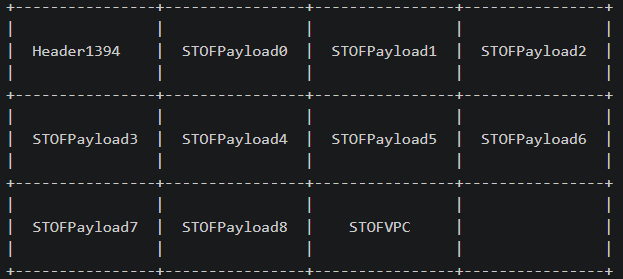 +----------------+---------------+---------------+---------------+
|                |               |               |               |
|  Header1394    |  STOFPayload0 |  STOFPayload1 |  STOFPayload2 |
|                |               |               |               |
+----------------+---------------+---------------+---------------+
|                |               |               |               |
|  STOFPayload3  |  STOFPayload4 |  STOFPayload5 |  STOFPayload6 |
|                |               |               |               |
+----------------+---------------+---------------+---------------+
|                |               |               |               |
|  STOFPayload7  |  STOFPayload8 |    STOFVPC    |               |
|                |               |               |               |
+----------------+---------------+---------------+---------------+